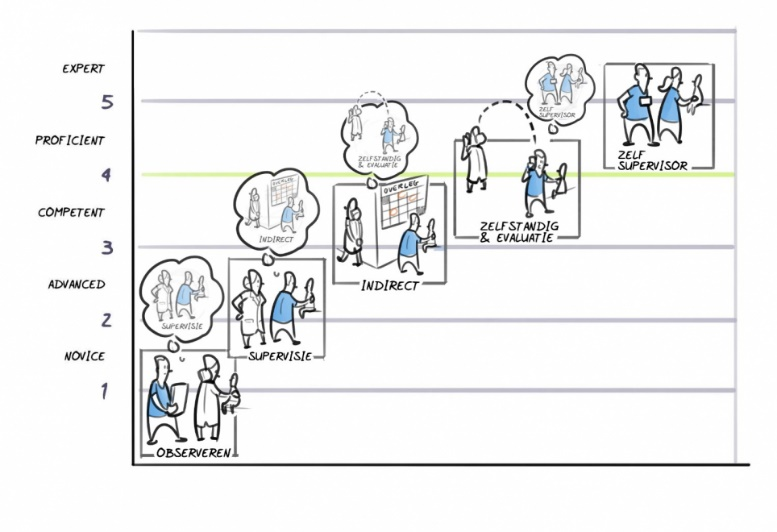 EXPERT
5
PROFICIENT
4
COMPETENT
3
ADVANCED
2
NOVICE
1
SUPERVISIE
OBSERVEREN
OVERLEG
INDIRECT
SUPERVISIE
ZELFSTANDIG
& EVALUATIE
OVERLEG
INDIRECT
ZELF
SUPERVISOR
ZELFSTANDIG
& EVALUATIE
ZELF
SUPERVISOR